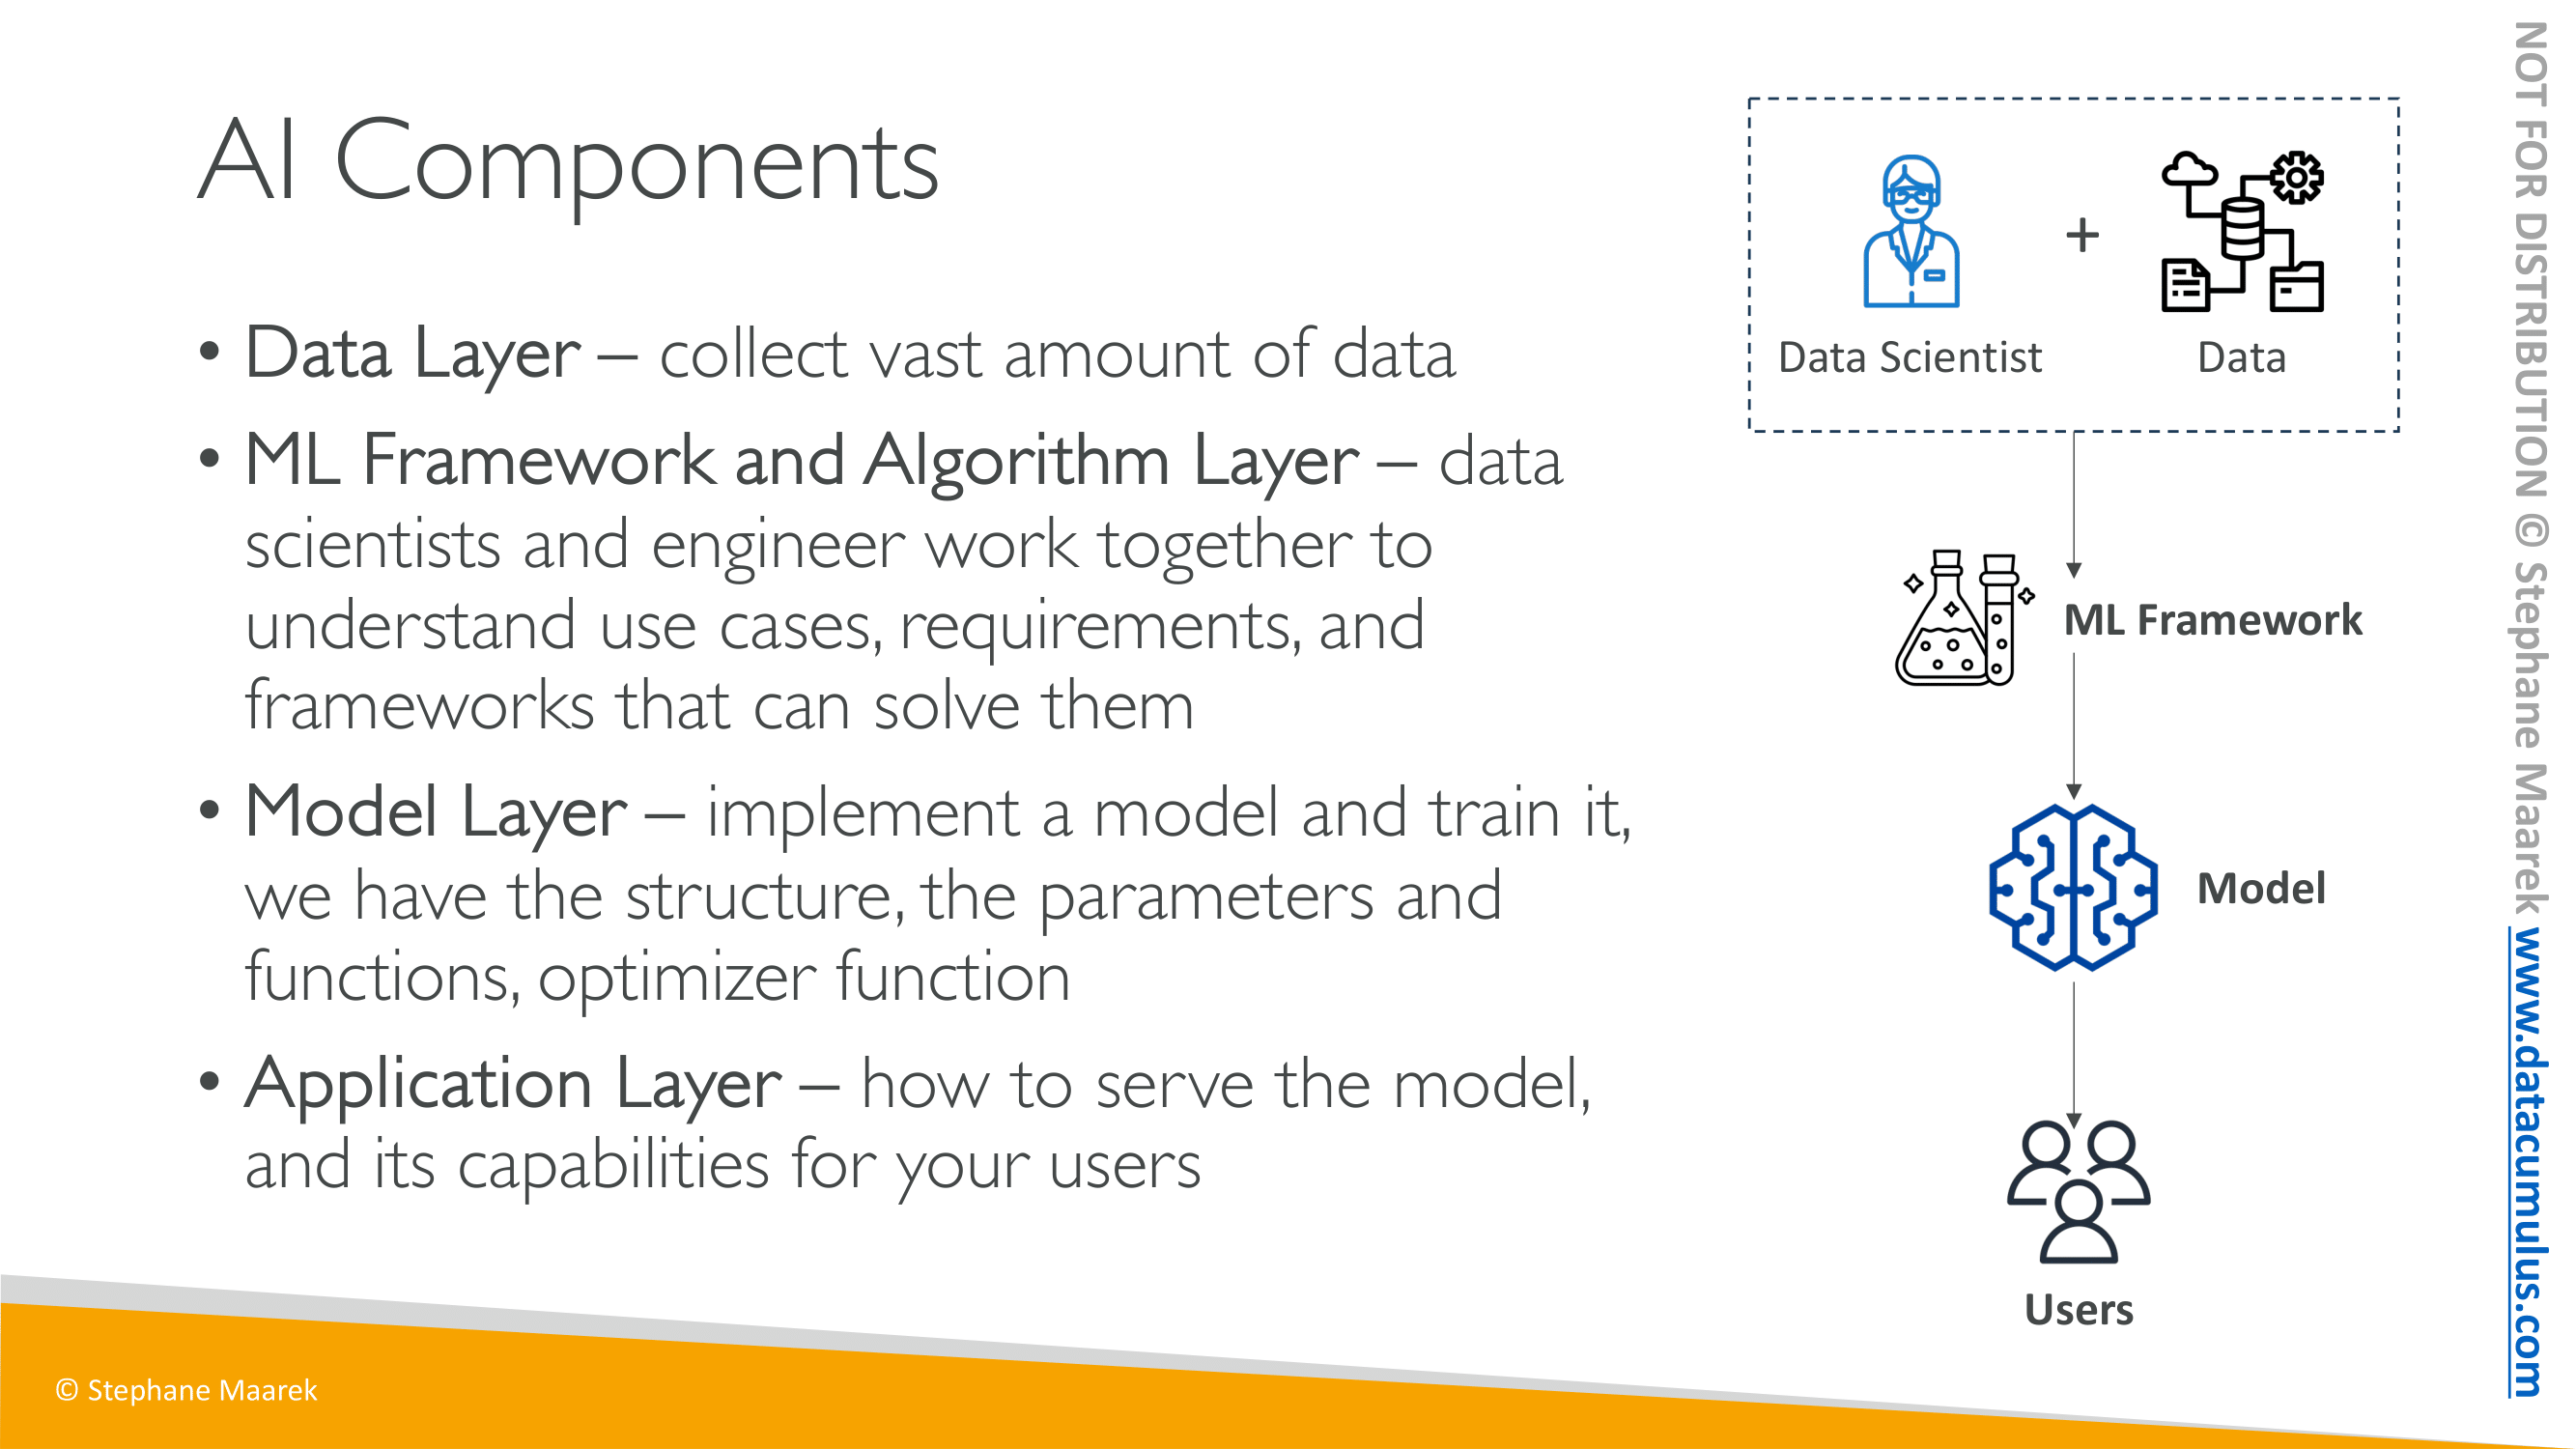 AI Components
• Data Layer – collect vast amount of data
• ML Framework and Algorithm Layer – data
scientists and engineer work together to
understand use cases, requirements, and
frameworks that can solve them
• Model Layer – implement a model and train it,
we have the structure, the parameters and
functions, optimizer function
• Application Layer – how to serve the model,
and its capabilities for your users
+
Data Scientist
Data
ML Framework
Model
Users
© Stephane Maarek
NOT FOR DISTRIBUTION © Stephane Maarek www.datacumulus.com